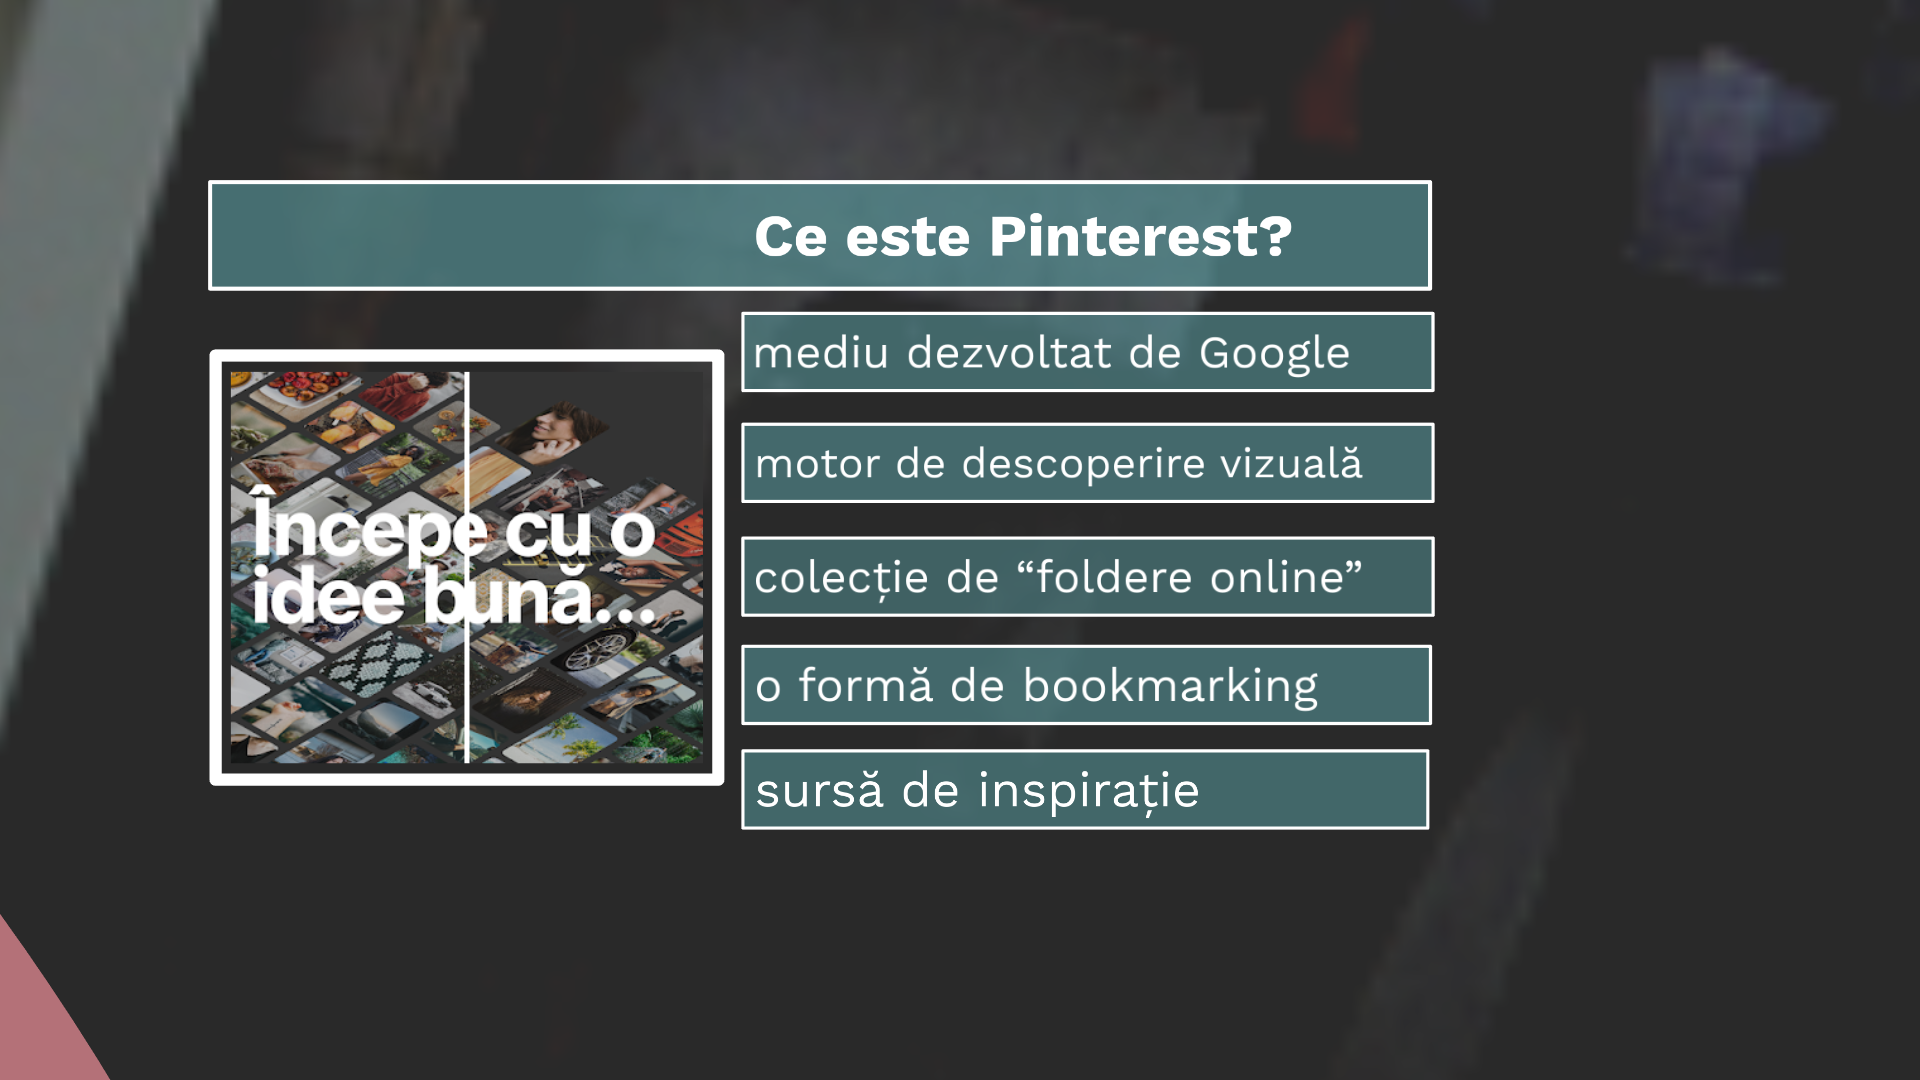 Ce este Pinterest?
mediu dezvoltat de Google
motor de descoperire vizuală
colecție de “foldere online”
o formă de bookmarking
sursă de inspirație
Începe cu o
idee bună...